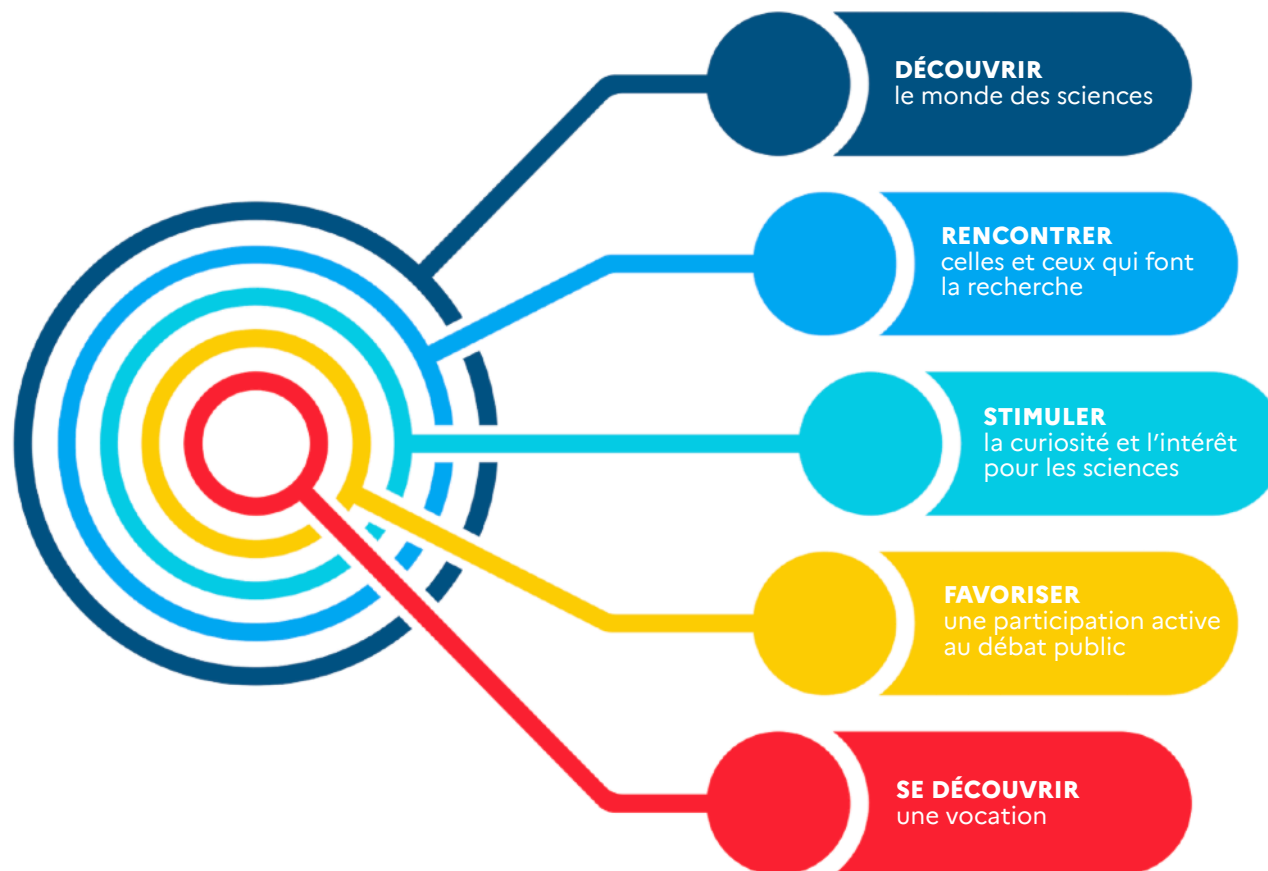 DÉCOUVRIR
le monde des sciences
RENCONTRER
celles et ceux qui font
la recherche
STIMULER
la curiosité et l’intérêt
pour les sciences
FAVORISER
une participation active
au débat public
SE DÉCOUVRIR
une vocation